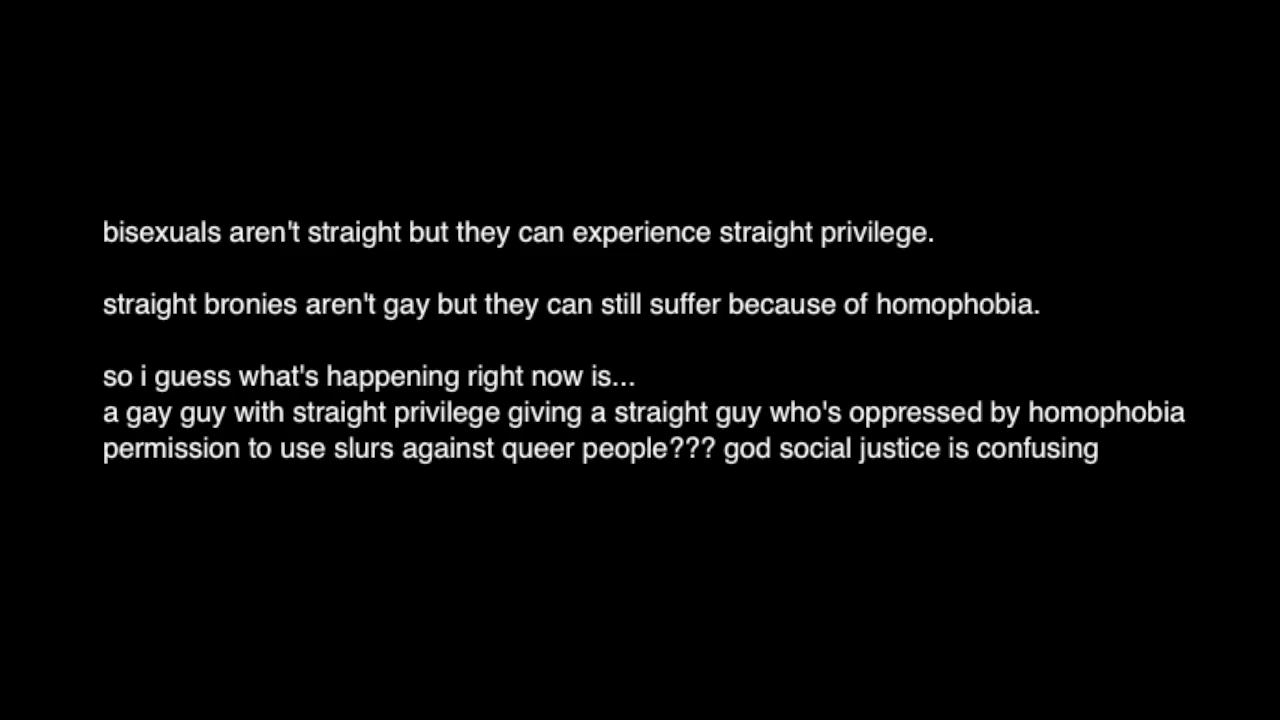 bisexuals aren't straight but they can experience straight privilege.
straight bronies aren't gay but they can still suffer because of homophobia.
so i guess what's happening right now is...
a gay guy with straight privilege giving a straight guy who's oppressed by homophobia
permission to use slurs against queer people??? god social justice is confusing